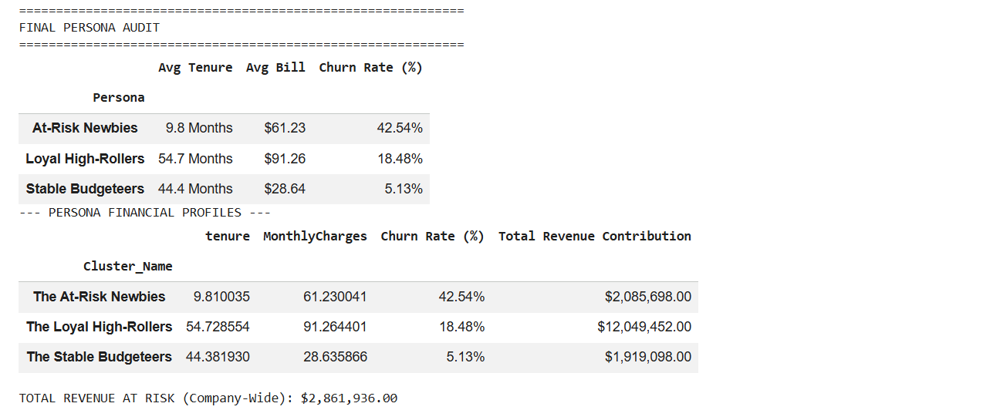 ============================================================
FINAL PERSONA AUDIT
============================================================
Avg Tenure Avg Bill Churn Rate (%)
Persona
At-Risk Newbies 9.8 Months $61.23 42.54%
Loyal High-Rollers 54.7 Months $91.26 18.48%
Stable Budgeteers 44.4 Months $28.64 5.13%
--- PERSONA FINANCIAL PROFILES ---
tenure MonthlyCharges Churn Rate (%) Total Revenue Contribution
Cluster_Name
The At-Risk Newbies 9.810035 61.230041 42.54% $2,085,698.00
The Loyal High-Rollers 54.728554 91.264401 18.48% $12,049,452.00
The Stable Budgeteers 44.381930 28.635866 5.13% $1,919,098.00
TOTAL REVENUE AT RISK (Company-Wide): $2,861,936.00